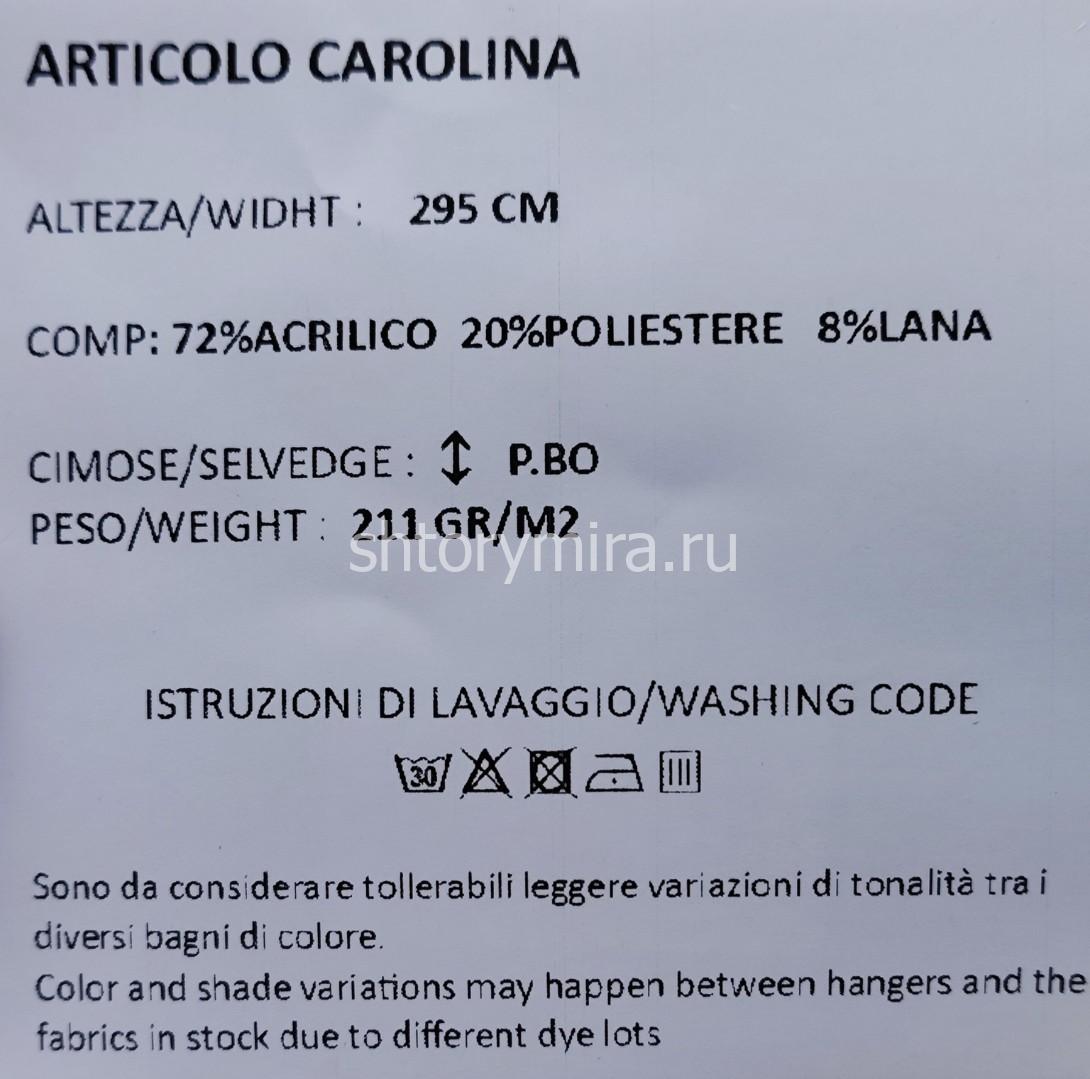 ARTICOLO CAROLINA
ALTEZZA/WIDHT : 295 CM
COMP: 72%ACRILICO 20%POLIESTERE 8%LANA
CIMOSE/SELVEDGE : ↕ P.BO
PESO/WEIGHT : 211 GR/M2
shtorymira.ru
ISTRUZIONI DI LAVAGGIO/WASHING CODE
30
Sono da considerare tollerabili leggere variazioni di tonalità tra i
diversi bagni di colore.
Color and shade variations may happen between hangers and the
fabrics in stock due to different dye lots